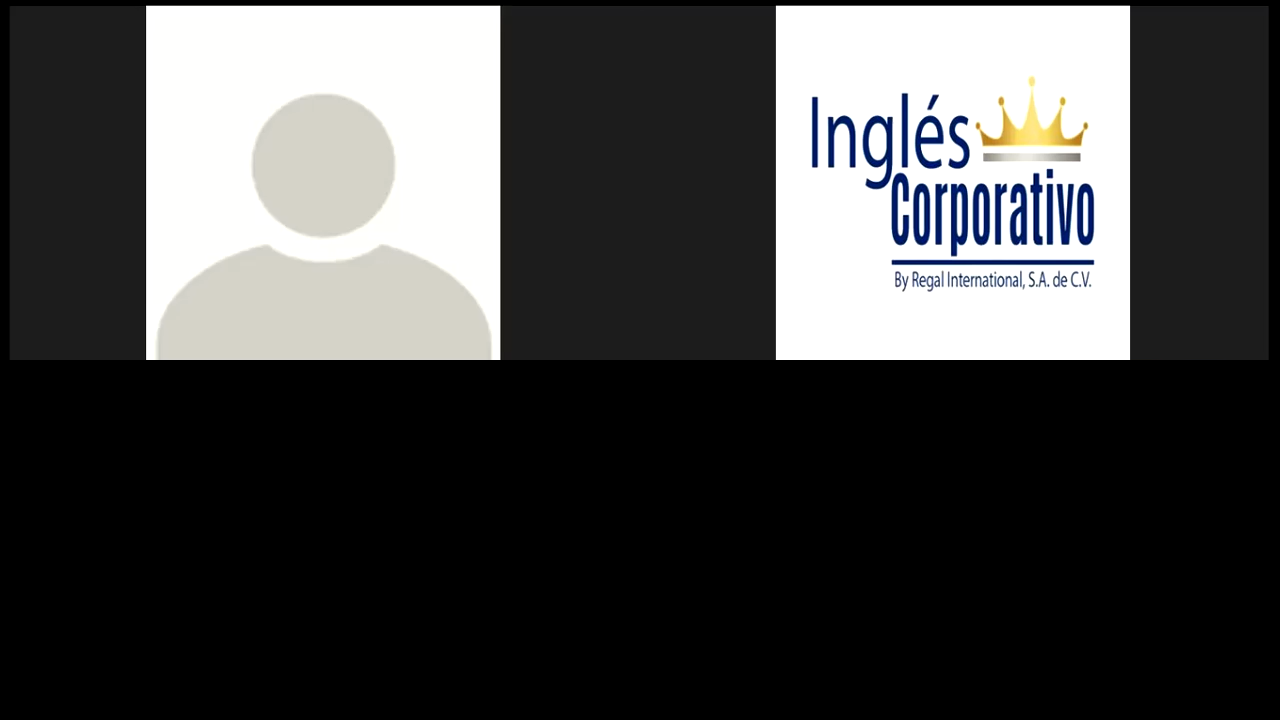 Inglés
Corporativo
By Regal International, S.A. de C.V.